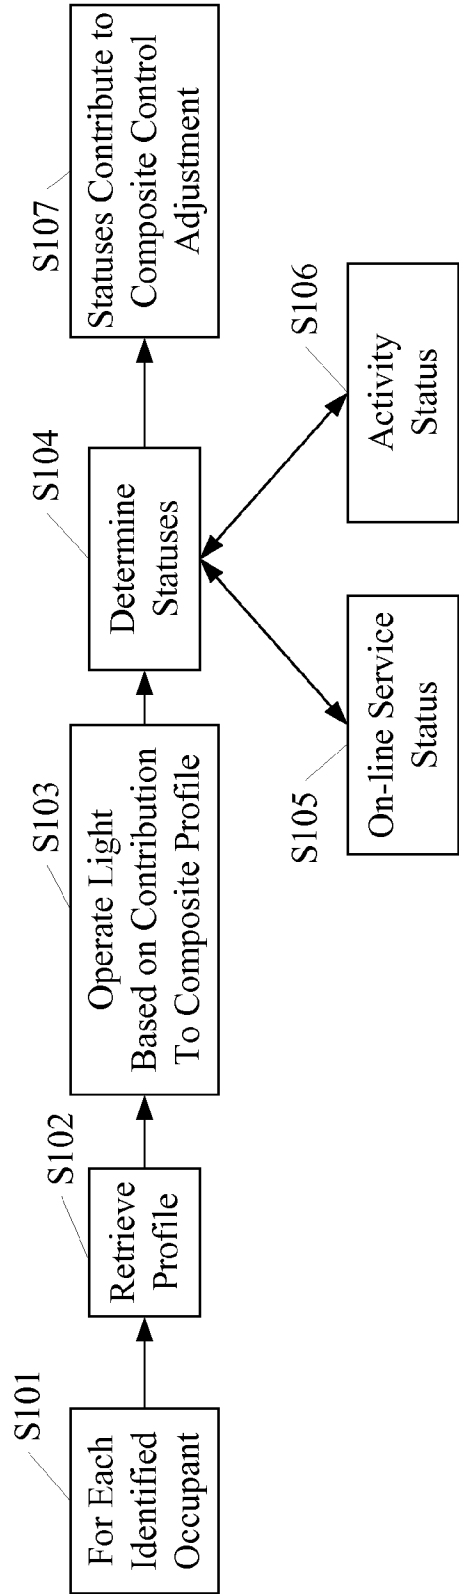 S101
For Each
Identified
Occupant
S102
Retrieve
Profile
S103
Operate Light
Based on Contribution
To Composite Profile
S104
Determine
Statuses
S105
On-line Service
Status
S106
Activity
Status
S107
Statuses Contribute to
Composite Control
Adjustment